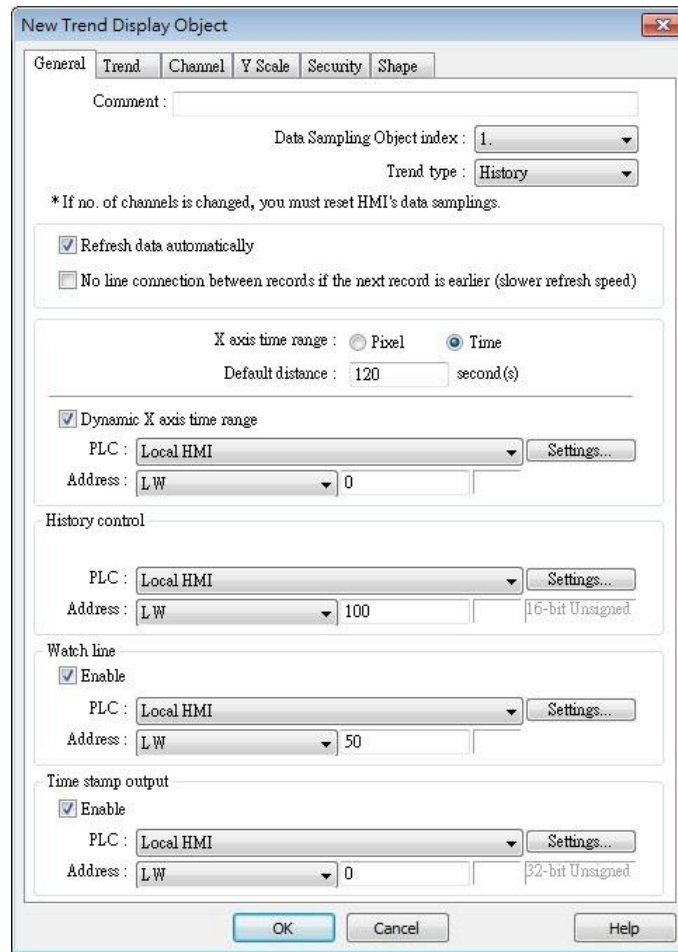 New Trend Display Object
General Trend Channel Y Scale Security Shape
Comment :
Data Sampling Object index : 1.
Trend type : History
* If no. of channels is changed, you must reset HMI's data samplings.
Refresh data automatically
No line connection between records if the next record is earlier (slower refresh speed)
X axis time range : Pixel Time
Default distance : 120 second(s)
Dynamic X axis time range
PLC : Local HMI Settings...
Address : LW 0
History control
PLC : Local HMI Settings...
Address : LW 100 16-bit Unsigned
Watch line
Enable
PLC : Local HMI Settings...
Address : LW 50
Time stamp output
Enable
PLC : Local HMI Settings...
Address : LW 0 32-bit Unsigned
OK Cancel Help